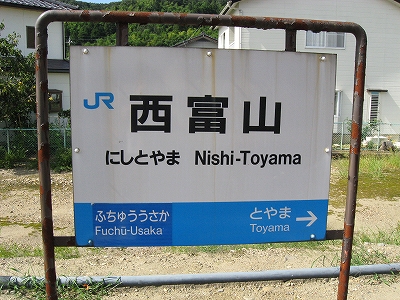 JR 西富山
にしとやま Nishi-Toyama
ふちゅううさか とやま →
Fuchū-Usaka Toyama